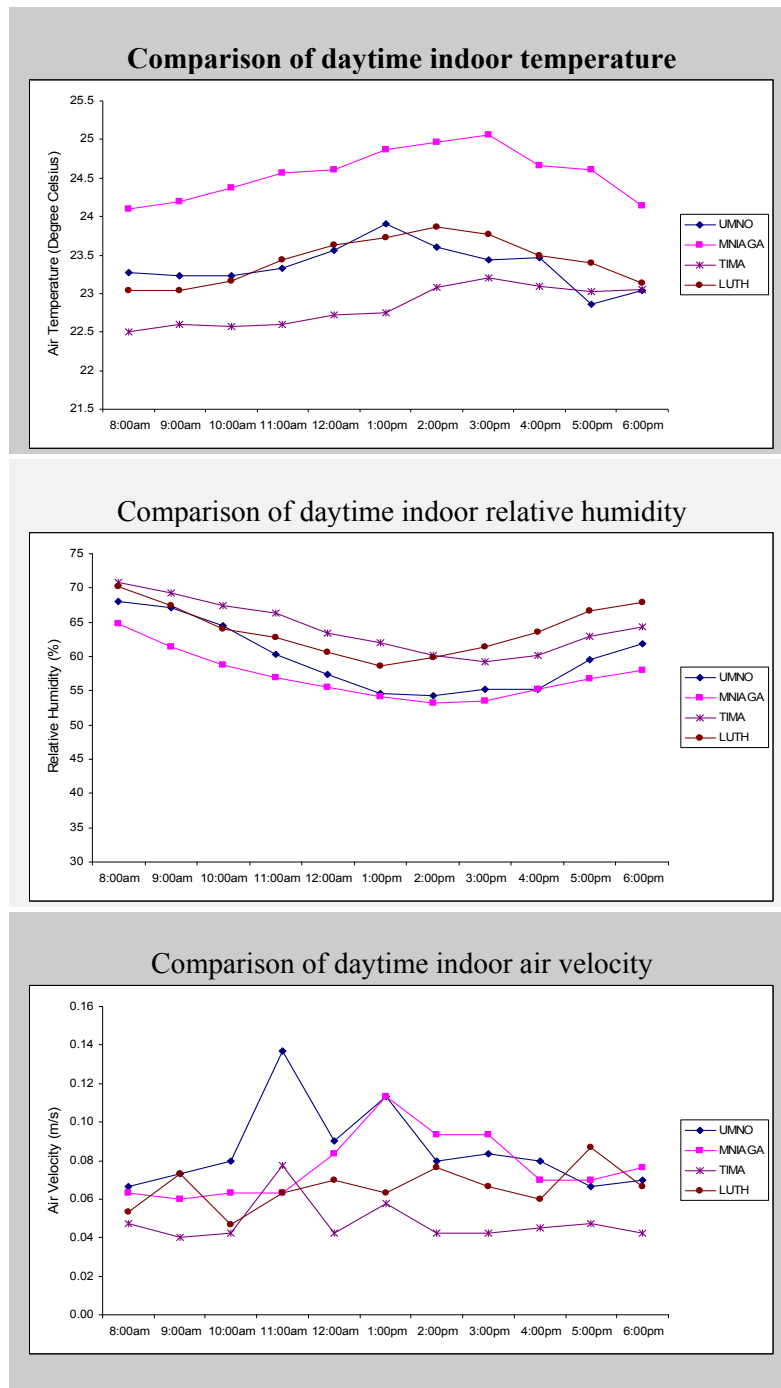 Comparison of daytime indoor temperature
25.5
25
24.5
24
23.5
23
22.5
22
21.5
Air Temperature (Degree Celsius)
8:00am 9:00am 10:00am 11:00am 12:00am 1:00pm 2:00pm 3:00pm 4:00pm 5:00pm 6:00pm
UMNO
MNIAGA
TIMA
LUTH
Comparison of daytime indoor relative humidity
75
70
65
60
55
50
45
40
35
30
Relative Humidity (%)
8:00am 9:00am 10:00am 11:00am 12:00am 1:00pm 2:00pm 3:00pm 4:00pm 5:00pm 6:00pm
UMNO
MNIAGA
TIMA
LUTH
Comparison of daytime indoor air velocity
0.16
0.14
0.12
0.10
0.08
0.06
0.04
0.02
0.00
Air Velocity (m/s)
8:00am 9:00am 10:00am 11:00am 12:00am 1:00pm 2:00pm 3:00pm 4:00pm 5:00pm 6:00pm
UMNO
MNIAGA
TIMA
LUTH